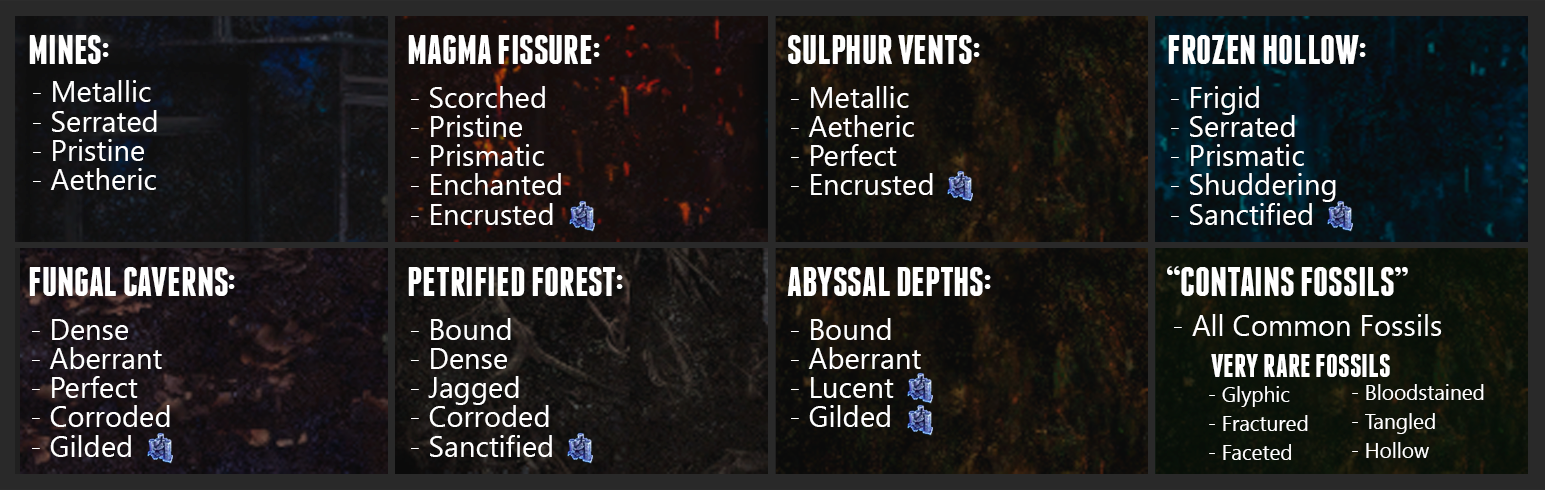 MINES:
- Metallic
- Serrated
- Pristine
- Aetheric
MAGMA FISSURE:
- Scorched
- Pristine
- Prismatic
- Enchanted
- Encrusted
SULPHUR VENTS:
- Metallic
- Aetheric
- Perfect
- Encrusted
FROZEN HOLLOW:
- Frigid
- Serrated
- Prismatic
- Shuddering
- Sanctified
FUNGAL CAVERNS:
- Dense
- Aberrant
- Perfect
- Corroded
- Gilded
PETRIFIED FOREST:
- Bound
- Dense
- Jagged
- Corroded
- Sanctified
ABYSSAL DEPTHS:
- Bound
- Aberrant
- Lucent
- Gilded
“CONTAINS FOSSILS”
- All Common Fossils
VERY RARE FOSSILS
- Glyphic
- Fractured
- Faceted
- Bloodstained
- Tangled
- Hollow